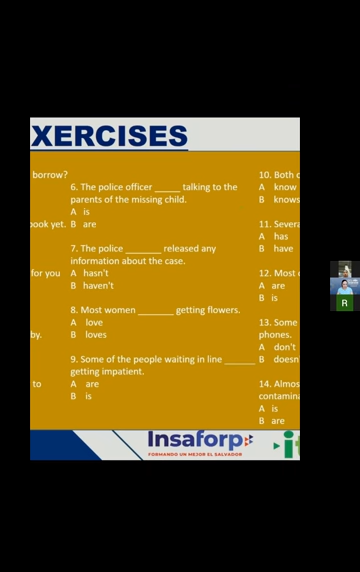 XERCISES
borrow?
ook yet.
for you
by.
to
6. The police officer _____ talking to the
parents of the missing child.
A is
B are
7. The police _______ released any
information about the case.
A hasn't
B haven't
8. Most women _______ getting flowers.
A love
B loves
9. Some of the people waiting in line ______
getting impatient.
A are
B is
10. Both
A know
B knows
11. Severa
A has
B have
12. Most
A are
B is
13. Some
phones.
A don't
B doesn
14. Almos
contamin
A is
B are
Insaforp
FORMANDO UN MEJOR EL SALVADOR
it
R